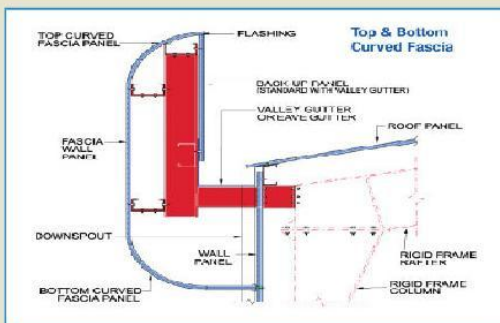 Top & Bottom
Curved Fascia
TOP CURVED
FASCIA PANEL
FLASHING
BACK UP PANEL
(STANDARD WITH VALLEY GUTTER)
VALLEY GUTTER
OR EAVE GUTTER
ROOF PANEL
FASCIA
WALL
PANEL
DOWNSPOUT
WALL
PANEL
BOTTOM CURVED
FASCIA PANEL
RIGID FRAME
RAFTER
RIGID FRAME
COLUMN